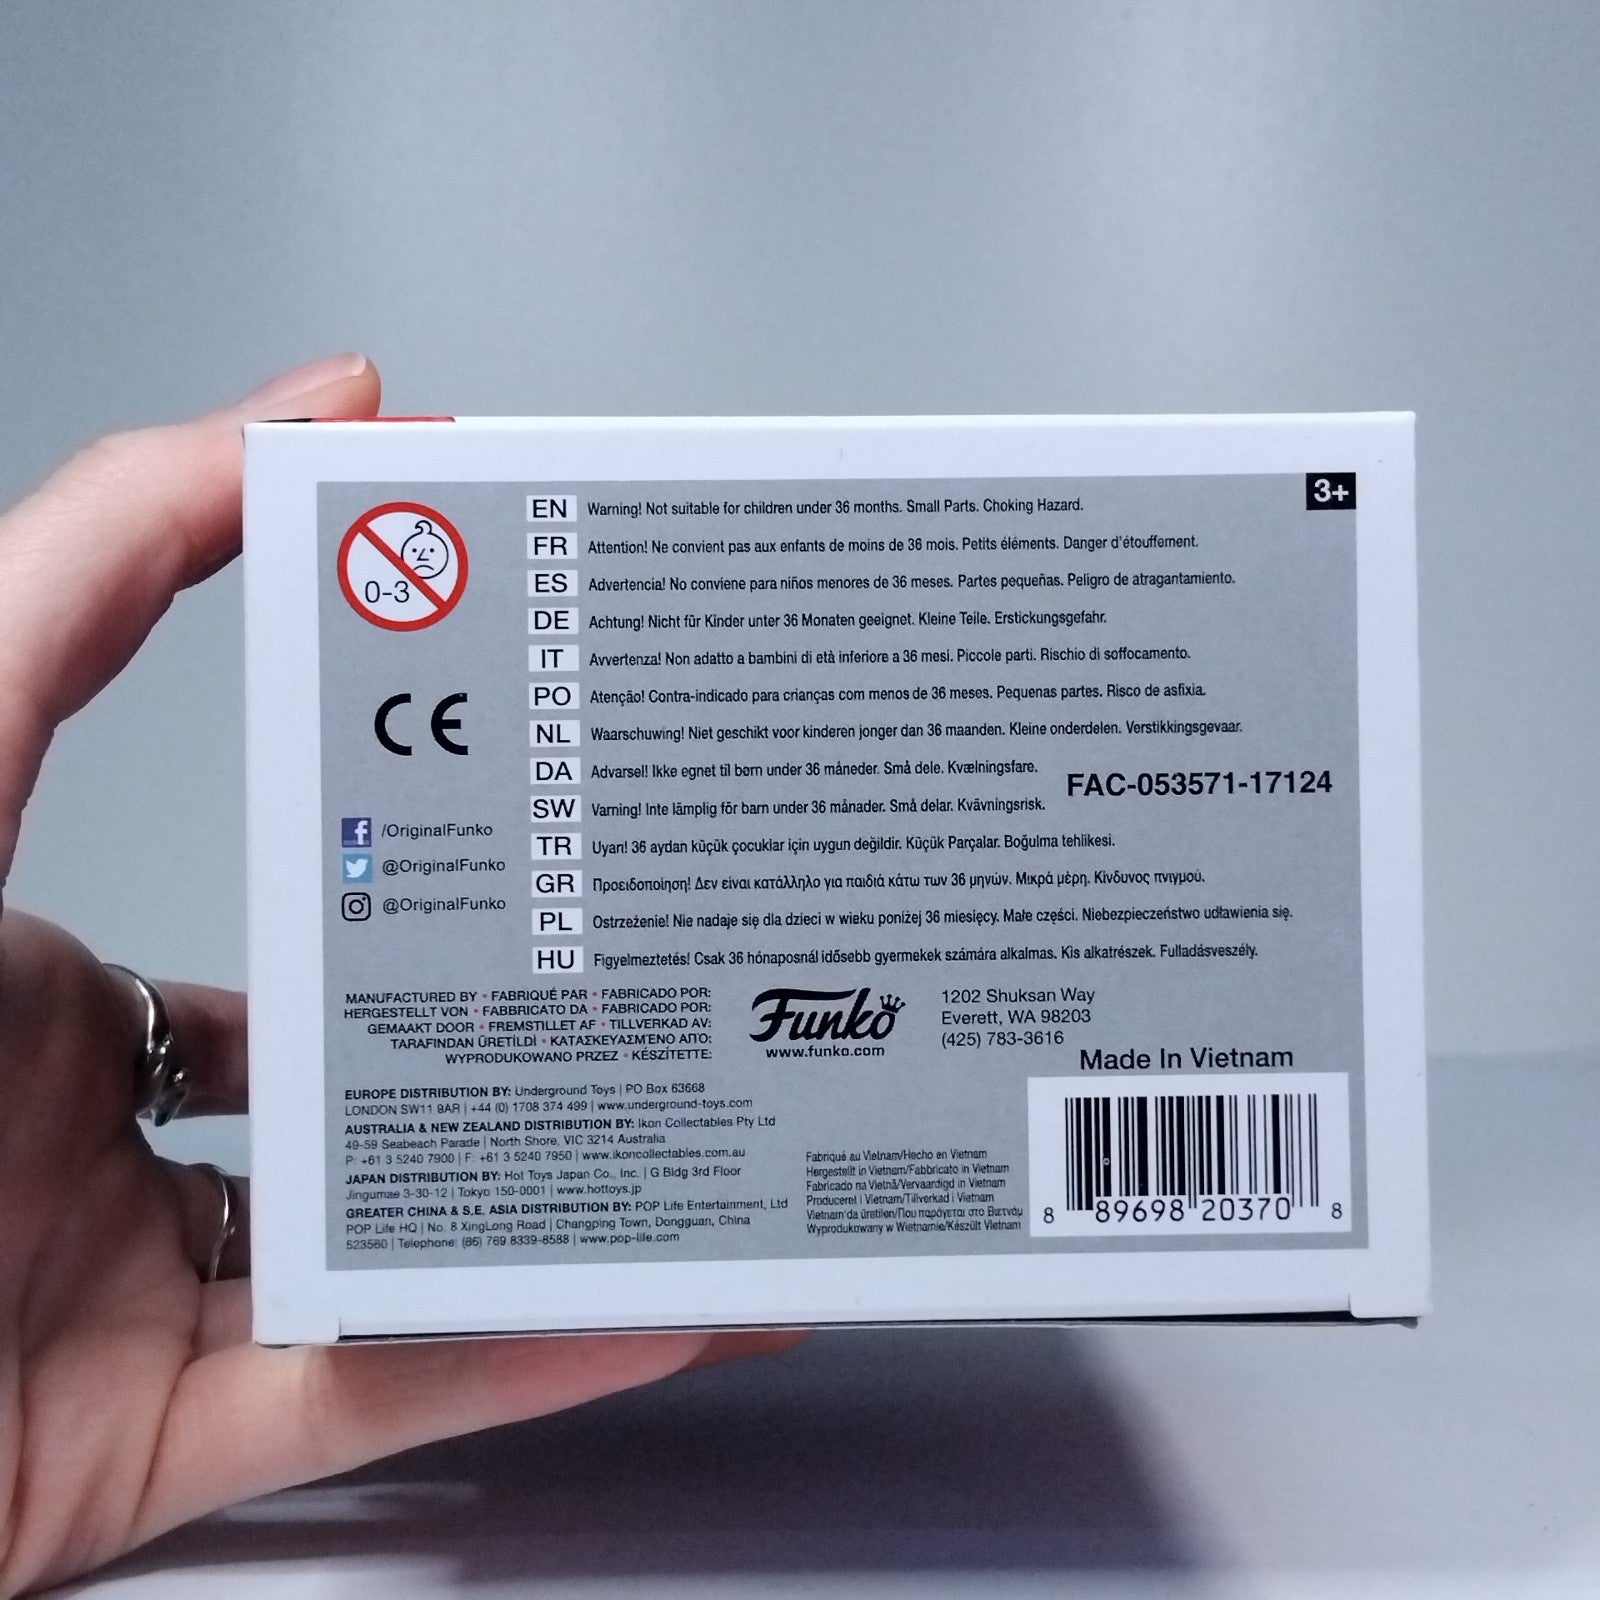 3+
0-3
EN Warning! Not suitable for children under 36 months. Small Parts. Choking Hazard.
FR Attention! Ne convient pas aux enfants de moins de 36 mois. Petits éléments. Danger d'étouffement.
ES Advertencia! No conviene para niños menores de 36 meses. Partes pequeñas. Peligro de atragantamiento.
DE Achtung! Nicht für Kinder unter 36 Monaten geeignet. Kleine Teile. Erstickungsgefahr.
IT Avvertenza! Non adatto a bambini di età inferiore a 36 mesi. Piccole parti. Rischio di soffocamento.
PO Atenção! Contra-indicado para crianças com menos de 36 meses. Pequenas partes. Risco de asfixia.
NL Waarschuwing! Niet geschikt voor kinderen jonger dan 36 maanden. Kleine onderdelen. Verstikkingsgevaar.
DA Advarsel! Ikke egnet til børn under 36 måneder. Små dele. Kvælningsfare.
SW Varning! Inte lämplig för barn under 36 månader. Små delar. Kvävningsrisk.
TR Uyarı! 36 aydan küçük çocuklar için uygun değildir. Küçük Parçalar. Boğulma tehlikesi.
GR Προειδοποίηση! Δεν είναι κατάλληλο για παιδιά κάτω των 36 μηνών. Μικρά μέρη. Κίνδυνος πνιγμού.
PL Ostrzeżenie! Nie nadaje się dla dzieci w wieku poniżej 36 miesięcy. Małe części. Niebezpieczeństwo udławienia się.
HU Figyelmeztetés! Csak 36 hónaposnál idősebb gyermekek számára alkalmas. Kis alkatrészek. Fulladásveszély.
FAC-053571-17124
CE
/OriginalFunko
@OriginalFunko
@OriginalFunko
MANUFACTURED BY • FABRIQUÉ PAR • FABRICADO POR:
HERGESTELLT VON • FABBRICATO DA • FABRICADO POR:
GEMAAKT DOOR • FREMSTILLET AF • TILLVERKAD AV:
TARAFINDAN ÜRETİLDİ • ΚΑΤΑΣΚΕΥΑΣΜΈΝΟ ΑΠΌ:
WYPRODUKOWANO PRZEZ • KÉSZÍTETTE:
Funko
www.funko.com
1202 Shuksan Way
Everett, WA 98203
(425) 783-3616
Made In Vietnam
EUROPE DISTRIBUTION BY: Underground Toys | PO Box 63668
LONDON SW11 9AR | +44 (0) 1708 374 499 | www.underground-toys.com
AUSTRALIA & NEW ZEALAND DISTRIBUTION BY: Ikon Collectables Pty Ltd
49-59 Seabeach Parade | North Shore, VIC 3214 Australia
P: +61 3 5240 7900 | F: +61 3 5240 7950 | www.ikoncollectables.com.au
JAPAN DISTRIBUTION BY: Hot Toys Japan Co., Inc. | G Bldg 3rd Floor
Jingumae 3-30-12 | Tokyo 150-0001 | www.hottoys.jp
GREATER CHINA & S.E. ASIA DISTRIBUTION BY: POP Life Entertainment, Ltd
POP Life HQ | No. 8 XingLong Road | Changping Town, Dongguan, China
523560 | Telephone: (86) 769 8339-8588 | www.pop-life.com
Fabriqué au Vietnam/Hecho en Vietnam
Hergestellt in Vietnam/Fabbricato in Vietnam
Fabricado na Vietnã/Vervaardigd in Vietnam
Produceret i Vietnam/Tillverkad i Vietnam
Vietnam'da üretilen/Που παράγεται στο Βιετνάμ
Wyprodukowany w Wietnamie/Készült Vietnam
8 89698 20370 8